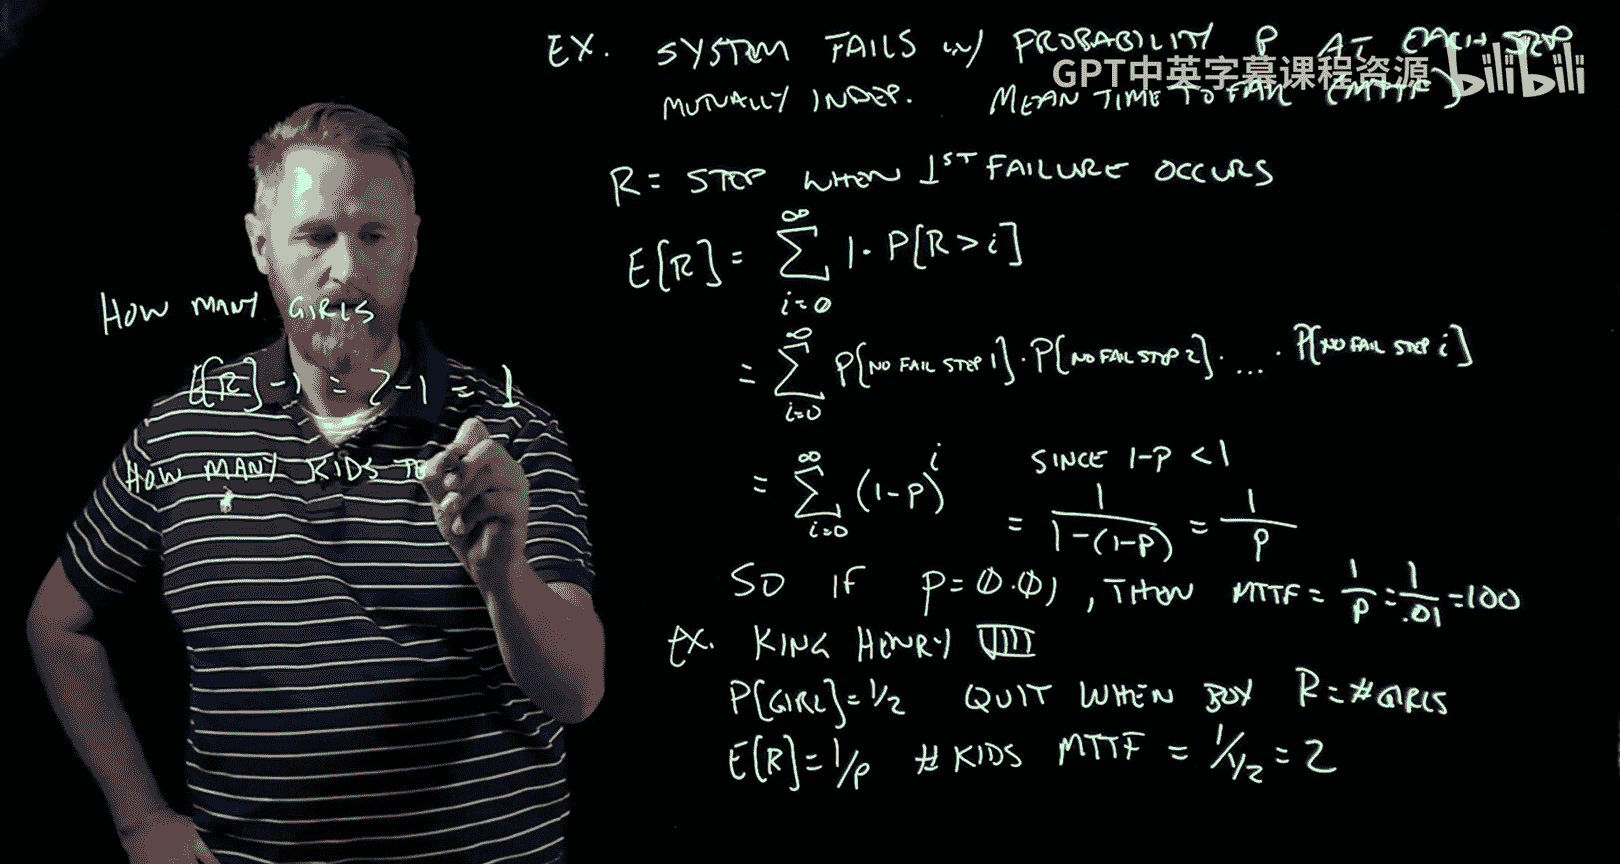 EX. SYSTEM FAILS w/ PROBABILITY P AT EACH STEP
GPT中英字幕课程资源 bilibili
MUTUALLY INDEP. MEAN TIME TO FAIL (MTTF)
R = STEP WHEN 1ST FAILURE OCCURS
E[R] = ∞∑i=0 1 · P[R > i]
= ∞∑i=0 P[NO FAIL STEP 1] · P[NO FAIL STEP 2] · ... · P[NO FAIL STEP i]
= ∞∑i=0 (1-P)^i SINCE 1-P < 1
= 1/(1-(1-P)) = 1/P
SO IF P = 0.01, THEN MTTF = 1/P = 1/.01 = 100
EX. KING HENRY VIII
P[GIRL] = 1/2 QUIT WHEN BOY R = # GIRLS
E[R] = 1/P # KIDS MTTF = 1/1/2 = 2
HOW MANY GIRLS
E[R] - 1 = 2 - 1 = 1
HOW MANY KIDS